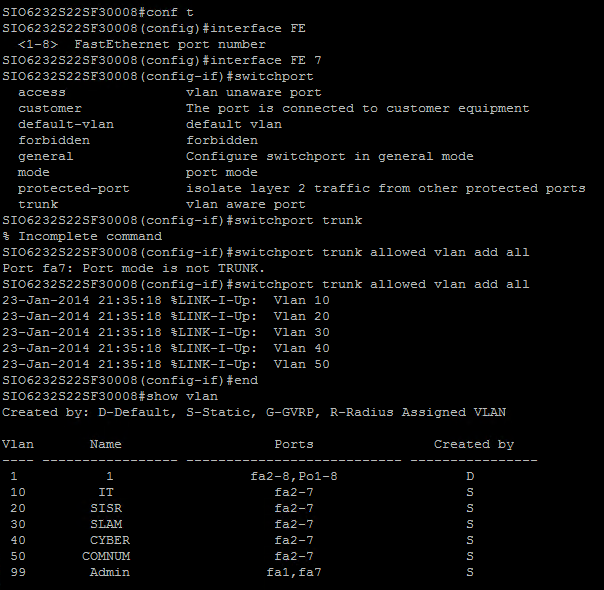 SIO6232S22SF30008#conf t
SIO6232S22SF30008(config)#interface FE
<1-8> FastEthernet port number
SIO6232S22SF30008(config)#interface FE 7
SIO6232S22SF30008(config-if)#switchport
access vlan unaware port
customer The port is connected to customer equipment
default-vlan default vlan
forbidden forbidden
general Configure switchport in general mode
mode port mode
protected-port isolate layer 2 traffic from other protected ports
trunk vlan aware port
SIO6232S22SF30008(config-if)#switchport trunk
% Incomplete command
SIO6232S22SF30008(config-if)#switchport trunk allowed vlan add all
Port fa7: Port mode is not TRUNK.
SIO6232S22SF30008(config-if)#switchport trunk allowed vlan add all
23-Jan-2014 21:35:18 %LINK-I-Up: Vlan 10
23-Jan-2014 21:35:18 %LINK-I-Up: Vlan 20
23-Jan-2014 21:35:18 %LINK-I-Up: Vlan 30
23-Jan-2014 21:35:18 %LINK-I-Up: Vlan 40
23-Jan-2014 21:35:18 %LINK-I-Up: Vlan 50
SIO6232S22SF30008(config-if)#end
SIO6232S22SF30008#show vlan
Created by: D-Default, S-Static, G-GVRP, R-Radius Assigned VLAN
Vlan Name Ports Created by
---- ----------------- --------------------------- ----------------
1 1 fa2-8,Po1-8 D
10 IT fa2-7 S
20 SISR fa2-7 S
30 SLAM fa2-7 S
40 CYBER fa2-7 S
50 COMNUM fa2-7 S
99 Admin fa1,fa7 S